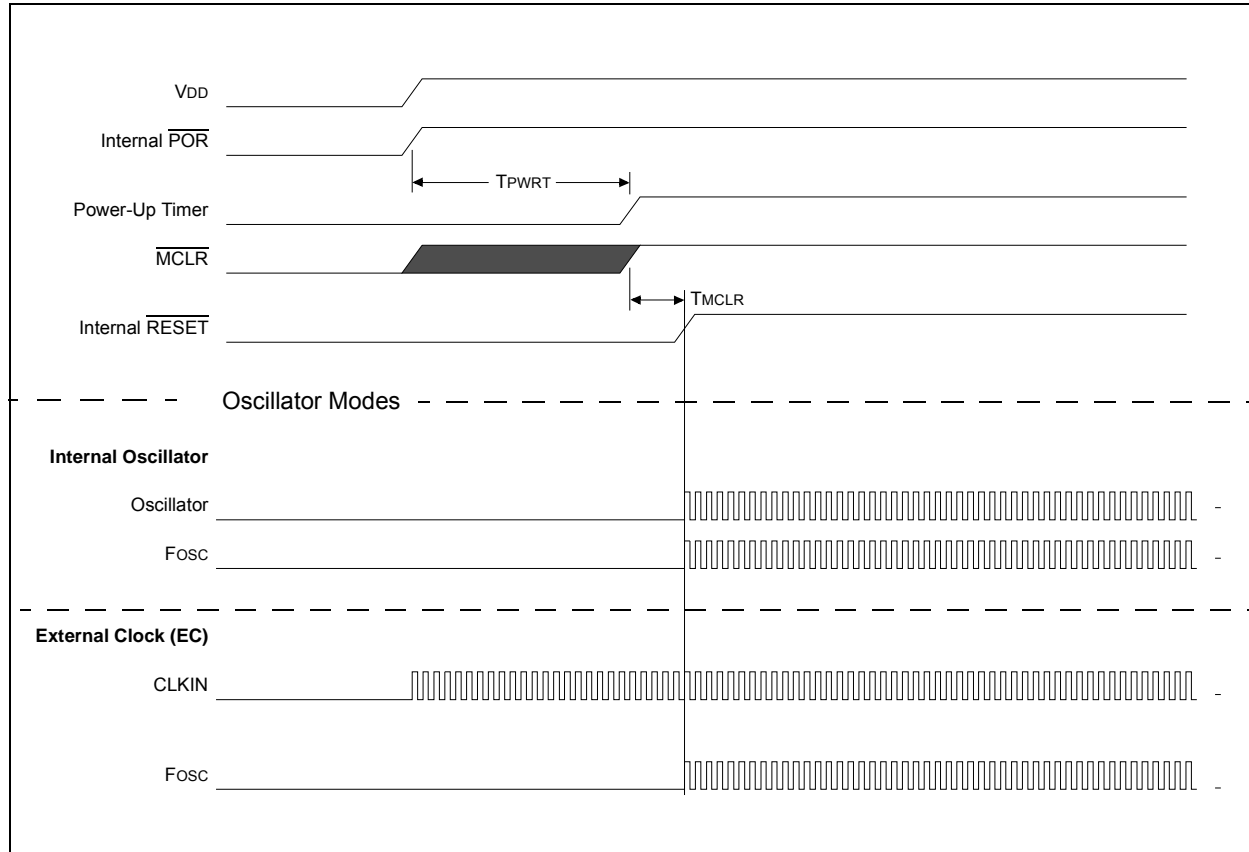 VDD
Internal POR
TPWRT
Power-Up Timer
MCLR
TMCLR
Internal RESET
Oscillator Modes
Internal Oscillator
Oscillator
FOSC
External Clock (EC)
CLKIN
FOSC